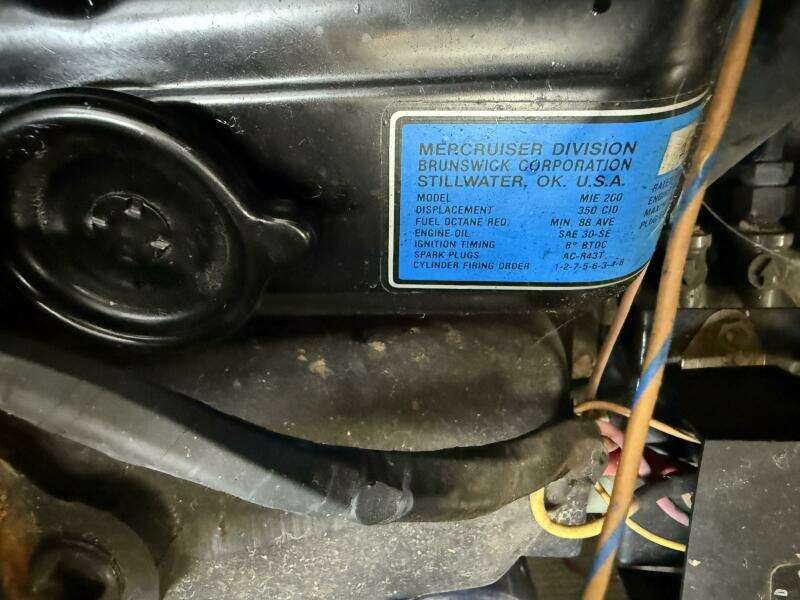 MERCRUISER DIVISION
BRUNSWICK CORPORATION
STILLWATER, OK. U.S.A.
MODEL MIE 260
DISPLACEMENT 350 CID
FUEL OCTANE REQ. MIN. 88 AVE
ENGINE OIL SAE 30-SE
IGNITION TIMING 8° BTDC
SPARK PLUGS AC-R43T
CYLINDER FIRING ORDER 1-2-7-5-6-3-4-8